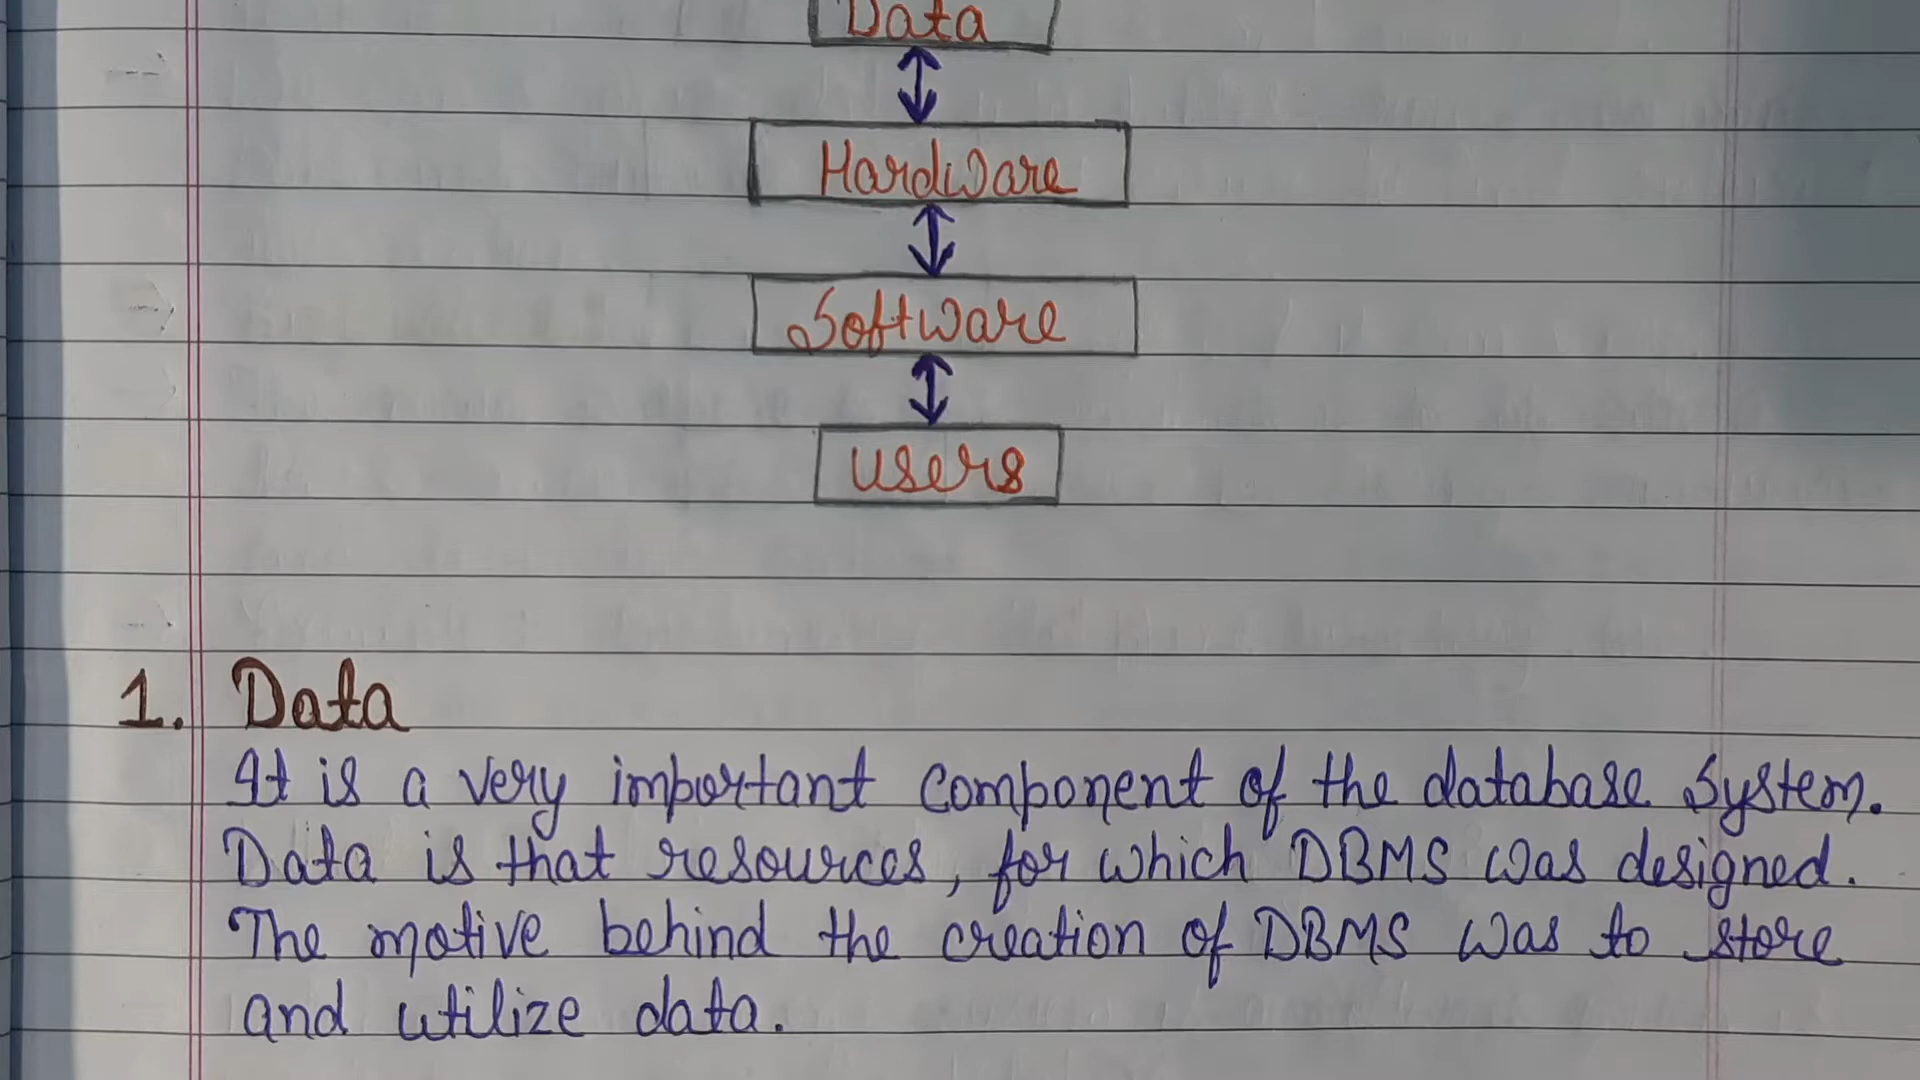 Data
Hardware
Software
users
1. Data
It is a very important component of the database system.
Data is that resources, for which DBMS was designed.
The motive behind the creation of DBMS was to store
and utilize data.